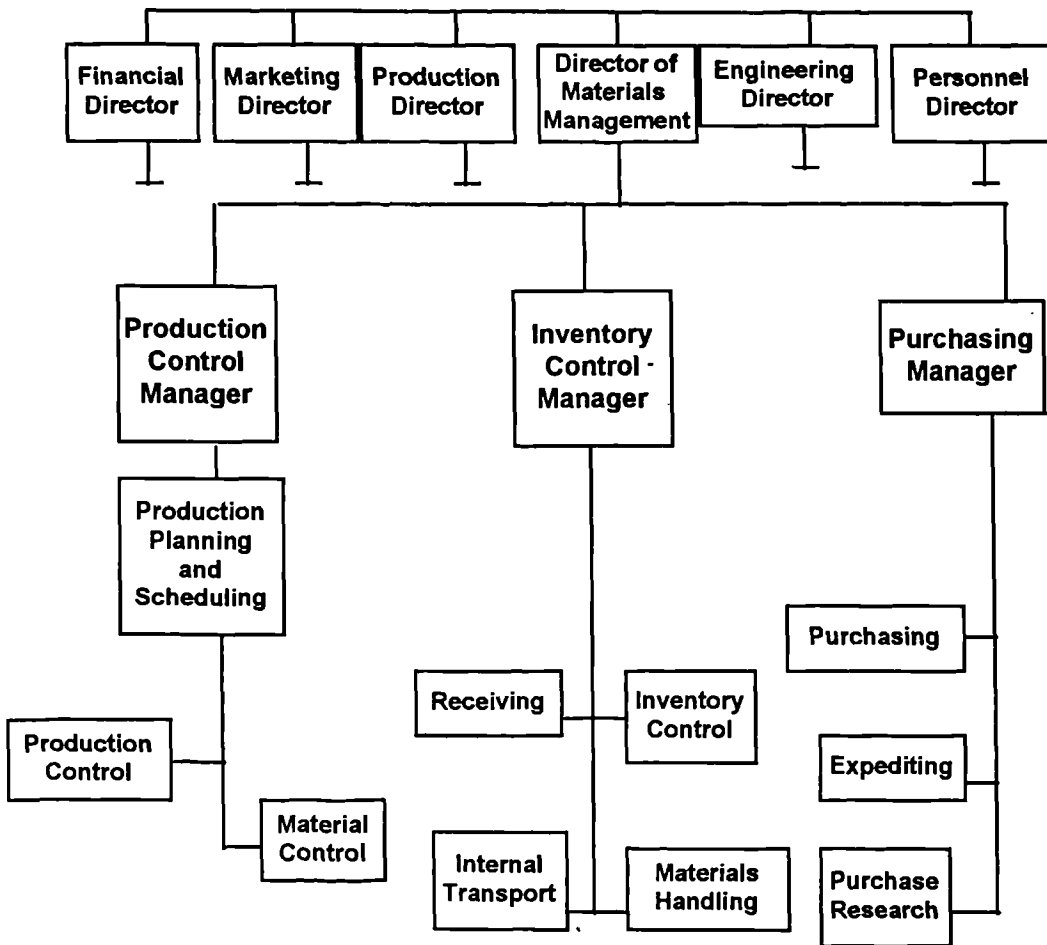 Financial
Director
Marketing
Director
Production
Director
Director of
Materials
Management
Engineering
Director
Personnel
Director
Production
Control
Manager
Inventory
Control -
Manager
Purchasing
Manager
Production
Planning
and
Scheduling
Purchasing
Receiving
Inventory
Control
Production
Control
Expediting
Material
Control
Internal
Transport
Materials
Handling
Purchase
Research